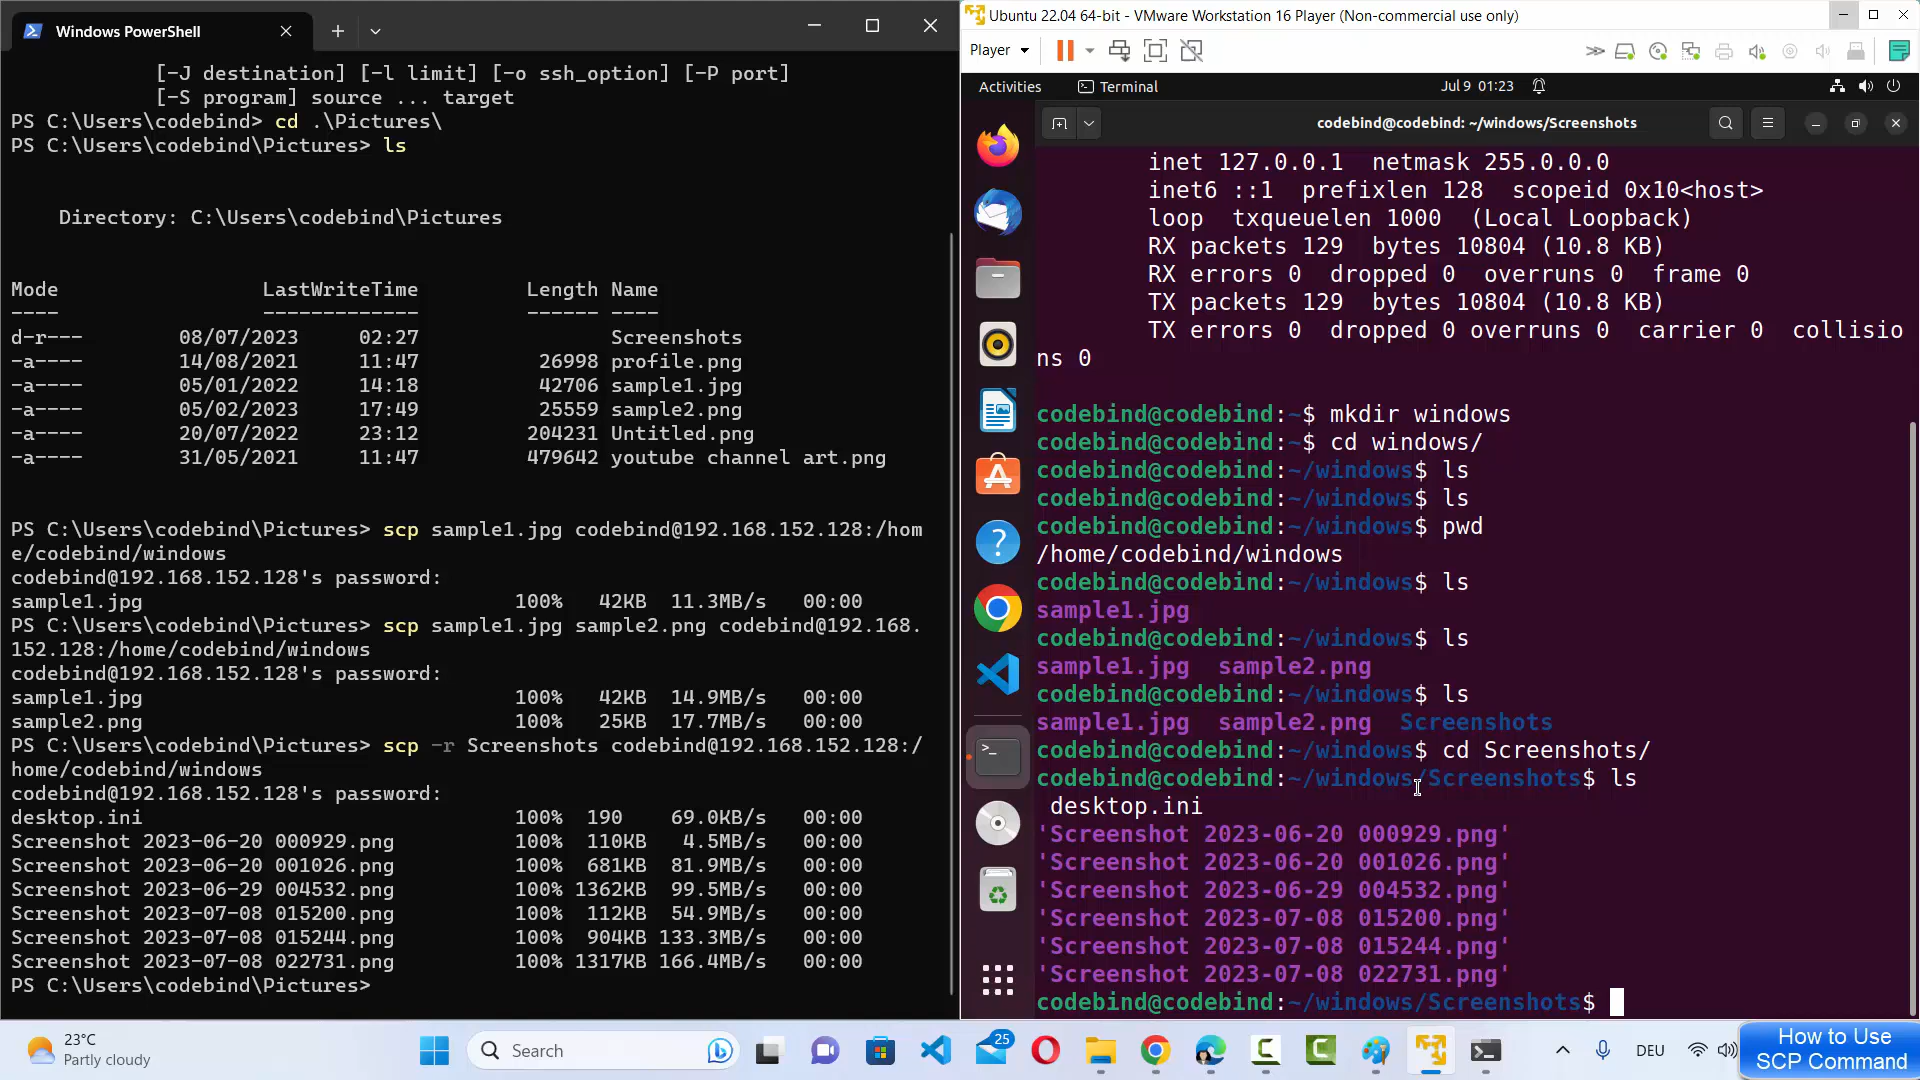 Windows PowerShell
[-J destination] [-l limit] [-o ssh_option] [-P port]
[-S program] source ... target
PS C:\Users\codebind> cd .\Pictures\
PS C:\Users\codebind\Pictures> ls
Directory: C:\Users\codebind\Pictures
Mode LastWriteTime Length Name
---- ------------- ------ ----
d-r--- 08/07/2023 02:27 Screenshots
-a---- 14/08/2021 11:47 26998 profile.png
-a---- 05/01/2022 14:18 42706 sample1.jpg
-a---- 05/02/2023 17:49 25559 sample2.png
-a---- 20/07/2022 23:12 204231 Untitled.png
-a---- 31/05/2021 11:47 479642 youtube channel art.png
PS C:\Users\codebind\Pictures> scp sample1.jpg codebind@192.168.152.128:/hom
e/codebind/windows
codebind@192.168.152.128's password:
sample1.jpg 100% 42KB 11.3MB/s 00:00
PS C:\Users\codebind\Pictures> scp sample1.jpg sample2.png codebind@192.168.
152.128:/home/codebind/windows
codebind@192.168.152.128's password:
sample1.jpg 100% 42KB 14.9MB/s 00:00
sample2.png 100% 25KB 17.7MB/s 00:00
PS C:\Users\codebind\Pictures> scp -r Screenshots codebind@192.168.152.128:/
home/codebind/windows
codebind@192.168.152.128's password:
desktop.ini 100% 190 69.0KB/s 00:00
Screenshot 2023-06-20 000929.png 100% 110KB 4.5MB/s 00:00
Screenshot 2023-06-20 001026.png 100% 681KB 81.9MB/s 00:00
Screenshot 2023-06-29 004532.png 100% 1362KB 99.5MB/s 00:00
Screenshot 2023-07-08 015200.png 100% 112KB 54.9MB/s 00:00
Screenshot 2023-07-08 015244.png 100% 904KB 133.3MB/s 00:00
Screenshot 2023-07-08 022731.png 100% 1317KB 166.4MB/s 00:00
PS C:\Users\codebind\Pictures>
Ubuntu 22.04 64-bit - VMware Workstation 16 Player (Non-commercial use only)
Player
Activities Terminal Jul 9 01:23
codebind@codebind: ~/windows/Screenshots
inet 127.0.0.1 netmask 255.0.0.0
inet6 ::1 prefixlen 128 scopeid 0x10<host>
loop txqueuelen 1000 (Local Loopback)
RX packets 129 bytes 10804 (10.8 KB)
RX errors 0 dropped 0 overruns 0 frame 0
TX packets 129 bytes 10804 (10.8 KB)
TX errors 0 dropped 0 overruns 0 carrier 0 collisio
ns 0
codebind@codebind:~$ mkdir windows
codebind@codebind:~$ cd windows/
codebind@codebind:~/windows$ ls
codebind@codebind:~/windows$ ls
codebind@codebind:~/windows$ pwd
/home/codebind/windows
codebind@codebind:~/windows$ ls
sample1.jpg
codebind@codebind:~/windows$ ls
sample1.jpg sample2.png
codebind@codebind:~/windows$ ls
sample1.jpg sample2.png Screenshots
codebind@codebind:~/windows$ cd Screenshots/
codebind@codebind:~/windows/Screenshots$ ls
desktop.ini
'Screenshot 2023-06-20 000929.png'
'Screenshot 2023-06-20 001026.png'
'Screenshot 2023-06-29 004532.png'
'Screenshot 2023-07-08 015200.png'
'Screenshot 2023-07-08 015244.png'
'Screenshot 2023-07-08 022731.png'
codebind@codebind:~/windows/Screenshots$
23°C
Partly cloudy
Search
25
DEU
How to Use
SCP Command